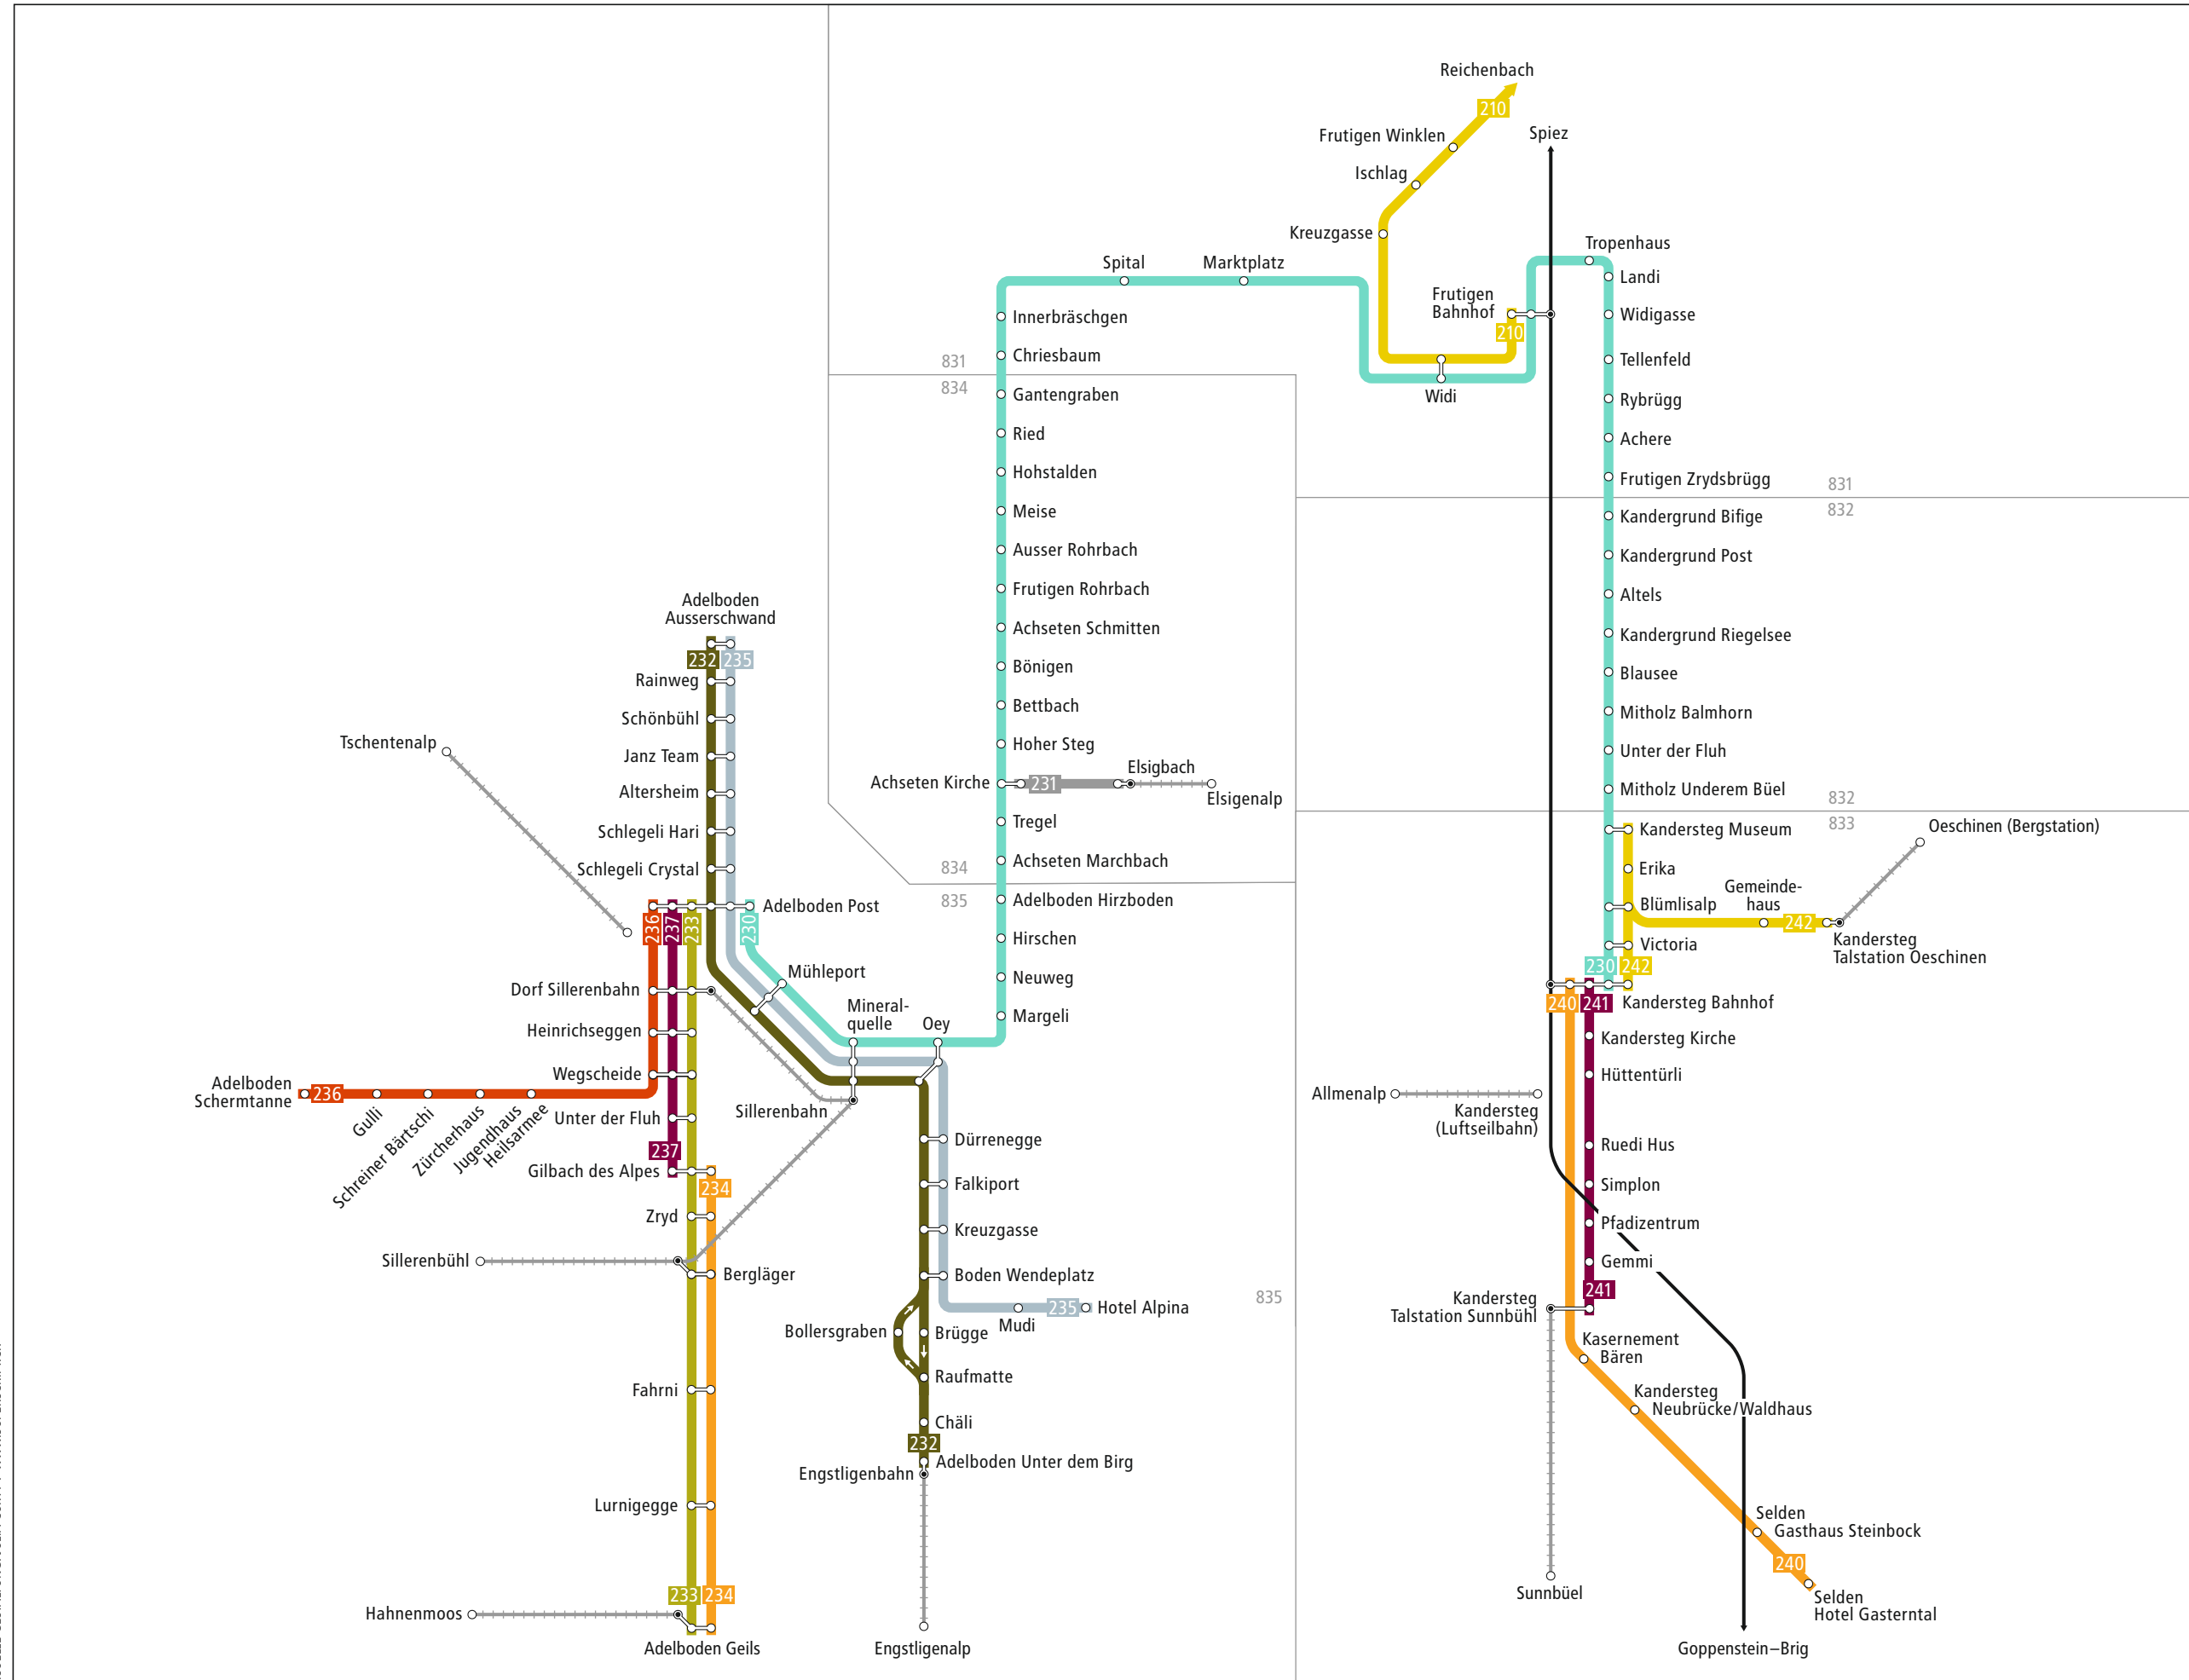 Reichenbach
210
Frutigen Winklen
Spiez
Ischlag
Kreuzgasse
Tropenhaus
Spital
Marktplatz
Landi
Frutigen
Bahnhof
210
Widigasse
Innerbräschgen
831
Chriesbaum
Tellenfeld
834
Gantengraben
Widi
Rybrügg
Ried
Achere
Hohstalden
Frutigen Zrydsbrügg
831
Meise
832
Kandergrund Bifige
Ausser Rohrbach
Kandergrund Post
Frutigen Rohrbach
Altels
Adelboden
Ausserschwand
Achseten Schmitten
Kandergrund Riegelsee
232
235
Bönigen
Blausee
Rainweg
Bettbach
Mitholz Balmhorn
Schönbühl
Tschentenalp
Hoher Steg
Unter der Fluh
Janz Team
Achseten Kirche
231
Elsigbach
Elsigenalp
Mitholz Underem Büel
832
Altersheim
Tregel
Kandersteg Museum
833
Oeschinen (Bergstation)
Schlegeli Hari
Achseten Marchbach
834
Erika
Schlegeli Crystal
835
Adelboden Hirzboden
Blümlisalp
Gemeinde-
haus
242
Kandersteg
Talstation Oeschinen
236
237
233
230
Adelboden Post
Hirschen
Victoria
230
242
Mühleport
Neuweg
Dorf Sillerenbahn
240
241
Kandersteg Bahnhof
Mineral-
quelle
Oey
Margeli
Heinrichseggen
Kandersteg Kirche
Wegscheide
Hüttentürli
Adelboden
Schermtanne
236
Gulli
Schreiner Bärtschi
Zürcherhaus
Jugendhaus
Heilsarmee
Sillerenbahn
Allmenalp
Kandersteg
(Luftseilbahn)
Unter der Fluh
237
Dürrenegge
Ruedi Hus
Gilbach des Alpes
234
Falkiport
Simplon
Zryd
Kreuzgasse
Pfadizentrum
Sillerenbühl
Bergläger
Boden Wendeplatz
Gemmi
241
835
Mudi
235
Hotel Alpina
Kandersteg
Talstation Sunnbühl
Bollersgraben
Brügge
Kasernement
Bären
Raufmatte
Fahrni
Kandersteg
Neubrücke/Waldhaus
Chäli
232
Adelboden Unter dem Birg
Engstligenbahn
Lurnigegge
Selden
Gasthaus Steinbock
240
233
234
Sunnbüel
Selden
Hotel Gasterntal
Hahnenmoos
Adelboden Geils
Engstligenalp
Goppenstein–Brig